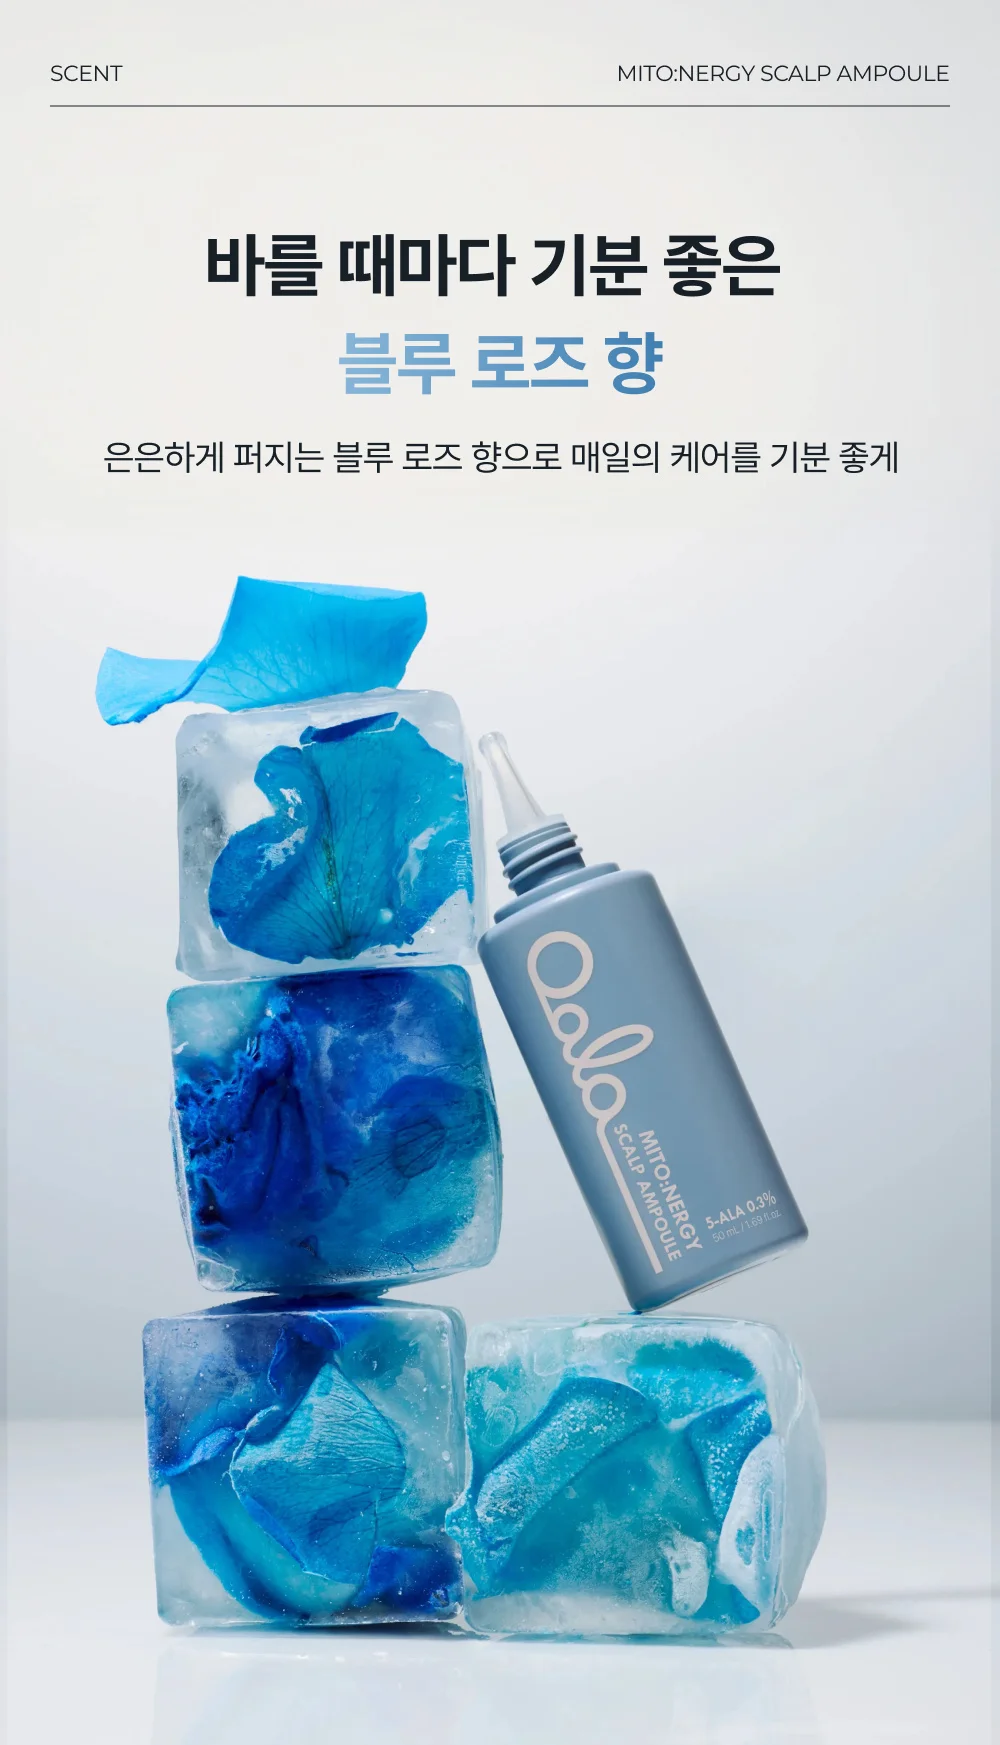 SCENT
MITO:NERGY SCALP AMPOULE
바를 때마다 기분 좋은
블루 로즈 향
은은하게 퍼지는 블루 로즈 향으로 매일의 케어를 기분 좋게
Oala
MITO:NERGY
SCALP AMPOULE
5-ALA 0.3%
50 mL / 1.69 fl.oz.